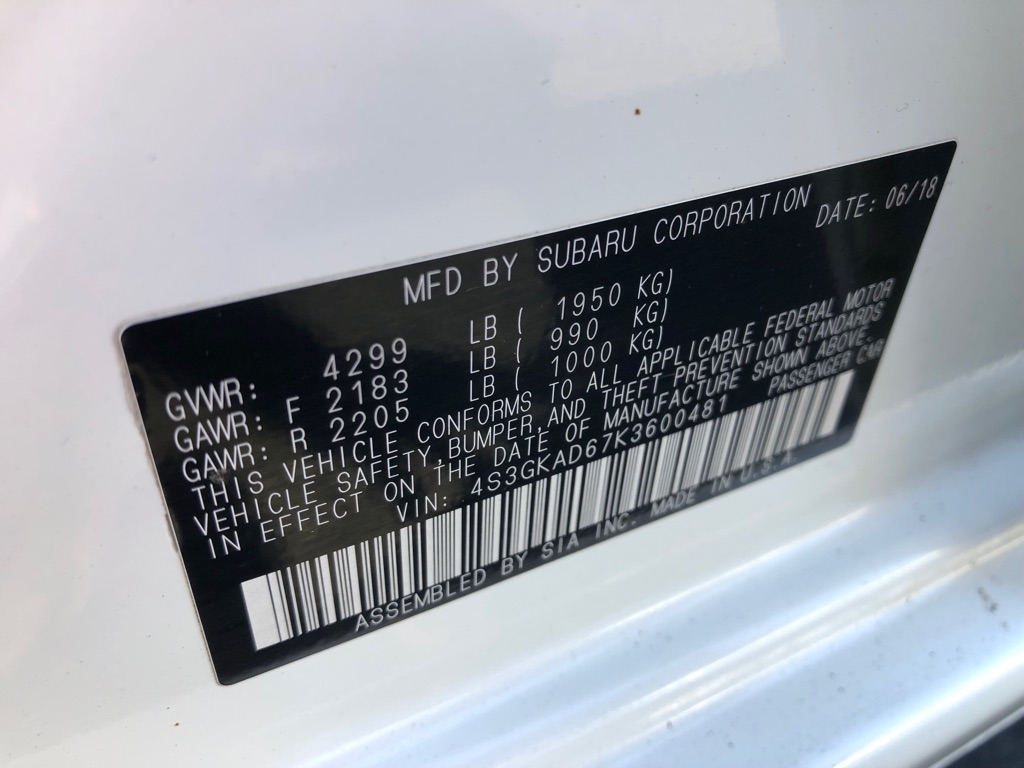 MFD BY SUBARU CORPORATION DATE: 06/18
GVWR: 4299 LB ( 1950 KG)
GAWR: F 2183 LB ( 990 KG)
GAWR: R 2205 LB ( 1000 KG)
THIS VEHICLE CONFORMS TO ALL APPLICABLE FEDERAL MOTOR
VEHICLE SAFETY,BUMPER,AND THEFT PREVENTION STANDARDS
IN EFFECT ON THE DATE OF MANUFACTURE SHOWN ABOVE.
VIN: 4S3GKAD67K3600481 PASSENGER CAR
ASSEMBLED BY SIA INC. MADE IN U.S.A.